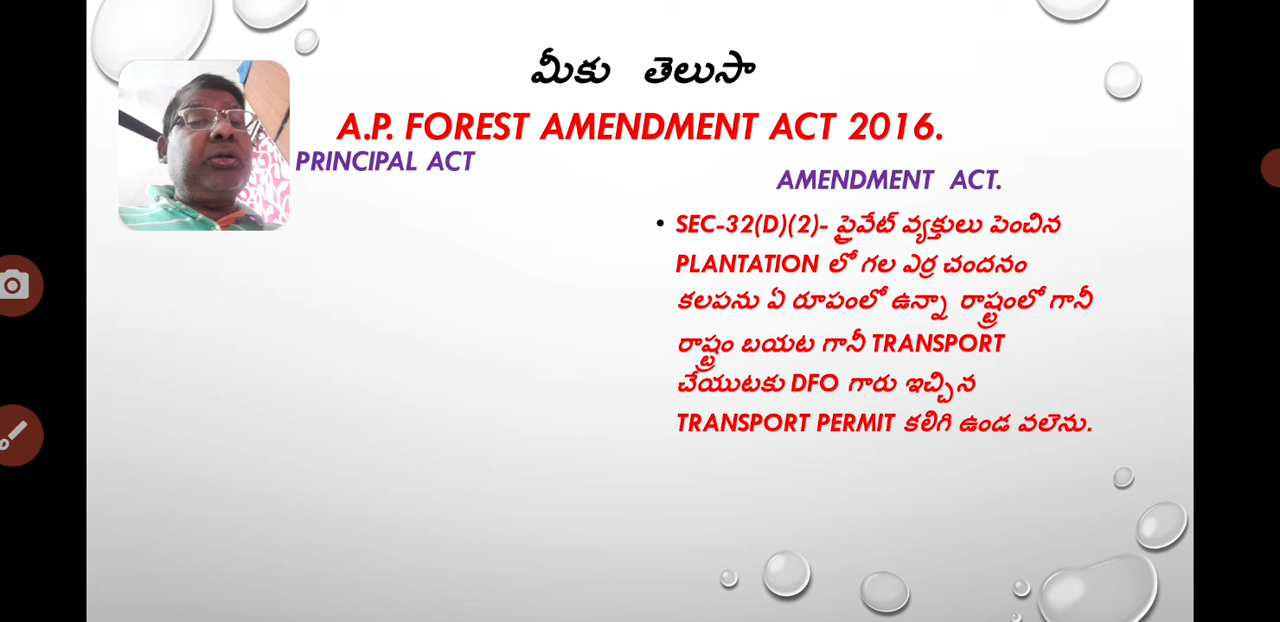 మీకు తెలుసా
A.P. FOREST AMENDMENT ACT 2016.
PRINCIPAL ACT
AMENDMENT ACT.
• SEC-32(D)(2)- ప్రైవేట్ వ్యక్తులు పెంచిన
PLANTATION లో గల ఎర్ర చందనం
కలపను ఏ రూపంలో ఉన్నా రాష్ట్రంలో గానీ
రాష్ట్రం బయట గానీ TRANSPORT
చేయుటకు DFO గారు ఇచ్చిన
TRANSPORT PERMIT కలిగి ఉండ వలెను.